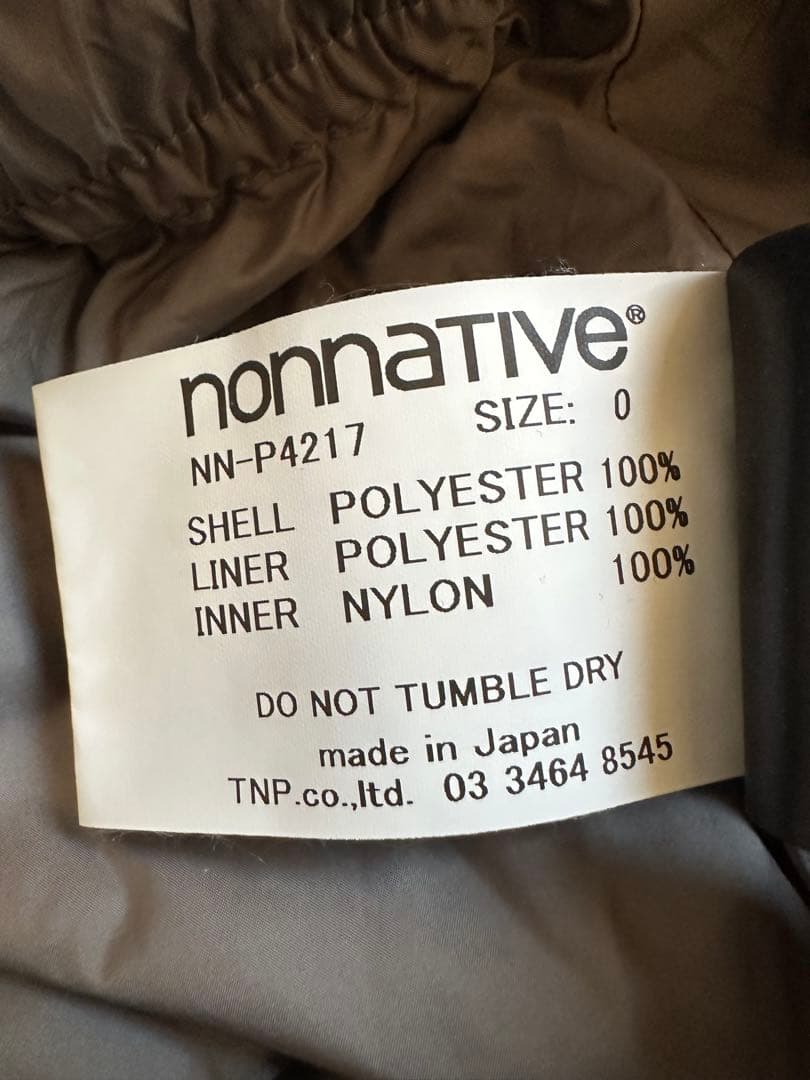 nonnaTIVe®
NN-P4217 SIZE: 0
SHELL POLYESTER 100%
LINER POLYESTER 100%
INNER NYLON 100%
DO NOT TUMBLE DRY
made in Japan
TNP.co.,ltd. 03 3464 8545